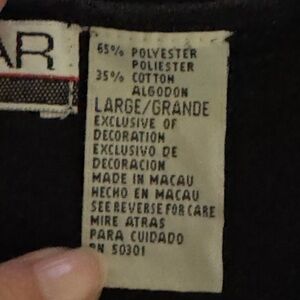 AR
65% POLYESTER
POLIESTER
35% COTTON
ALGODON
LARGE/GRANDE
EXCLUSIVE OF
DECORATION
EXCLUSIVO DE
DECORACION
MADE IN MACAU
HECHO EN MACAU
SEE REVERSE FOR CARE
MIRE ATRAS
PARA CUIDADO
RN 50301